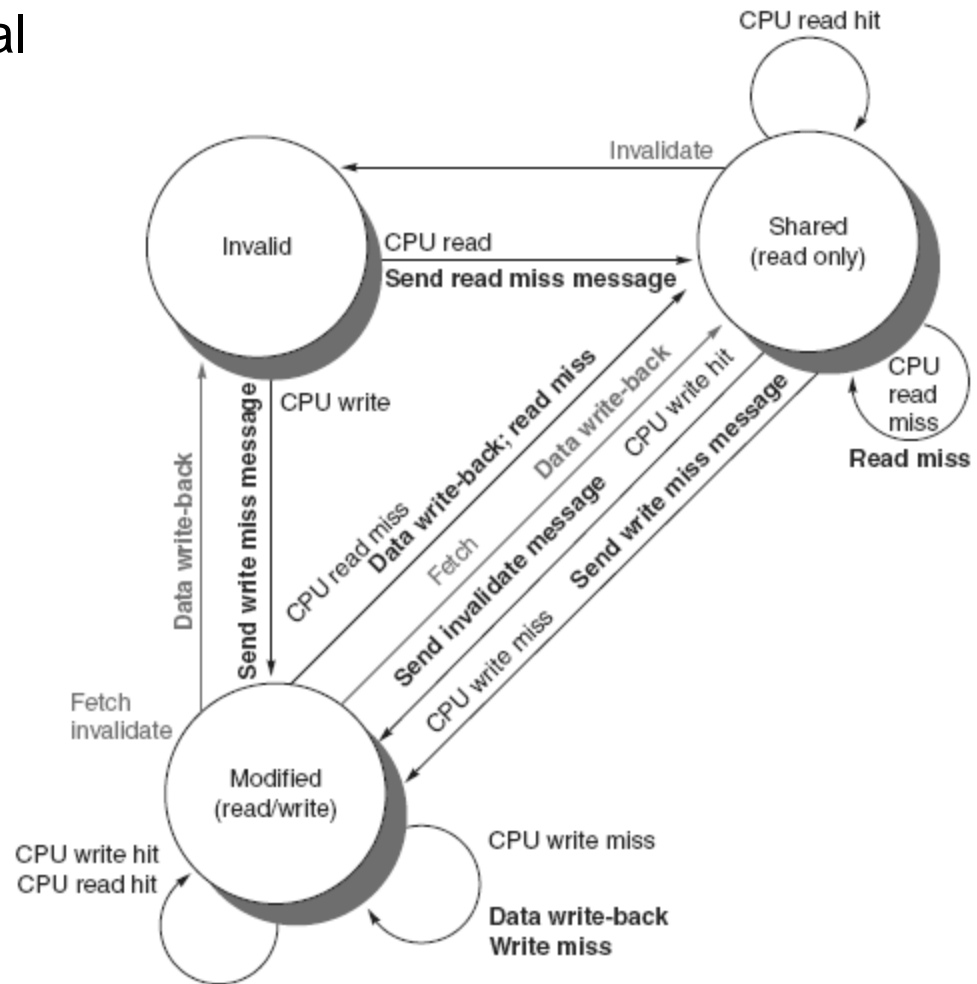 al
CPU read hit
Invalidate
Invalid
Shared
(read only)
CPU read
Send read miss message
CPU
read
miss
Read miss
CPU write
Send write miss message
Data write-back
Fetch
invalidate
CPU read miss
Data write-back; read miss
Fetch
Data write-back
Send invalidate message
CPU write hit
CPU write miss
Send write miss message
Modified
(read/write)
CPU write hit
CPU read hit
CPU write miss
Data write-back
Write miss